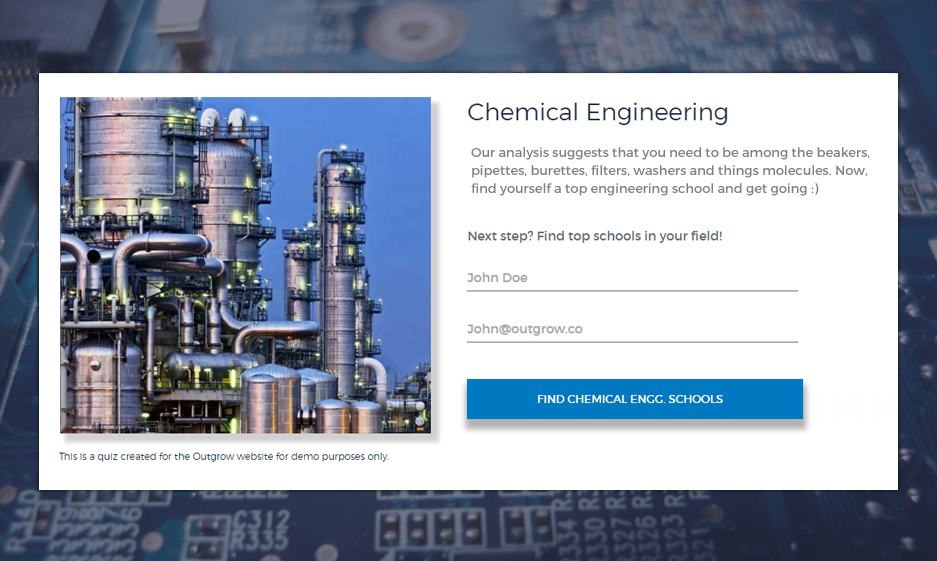 Chemical Engineering
Our analysis suggests that you need to be among the beakers,
pipettes, burettes, filters, washers and things molecules. Now,
find yourself a top engineering school and get going :)
Next step? Find top schools in your field!
John Doe
John@outgrow.co
FIND CHEMICAL ENGG. SCHOOLS
This is a quiz created for the Outgrow website for demo purposes only.
C312
R335
R334
R330
R327